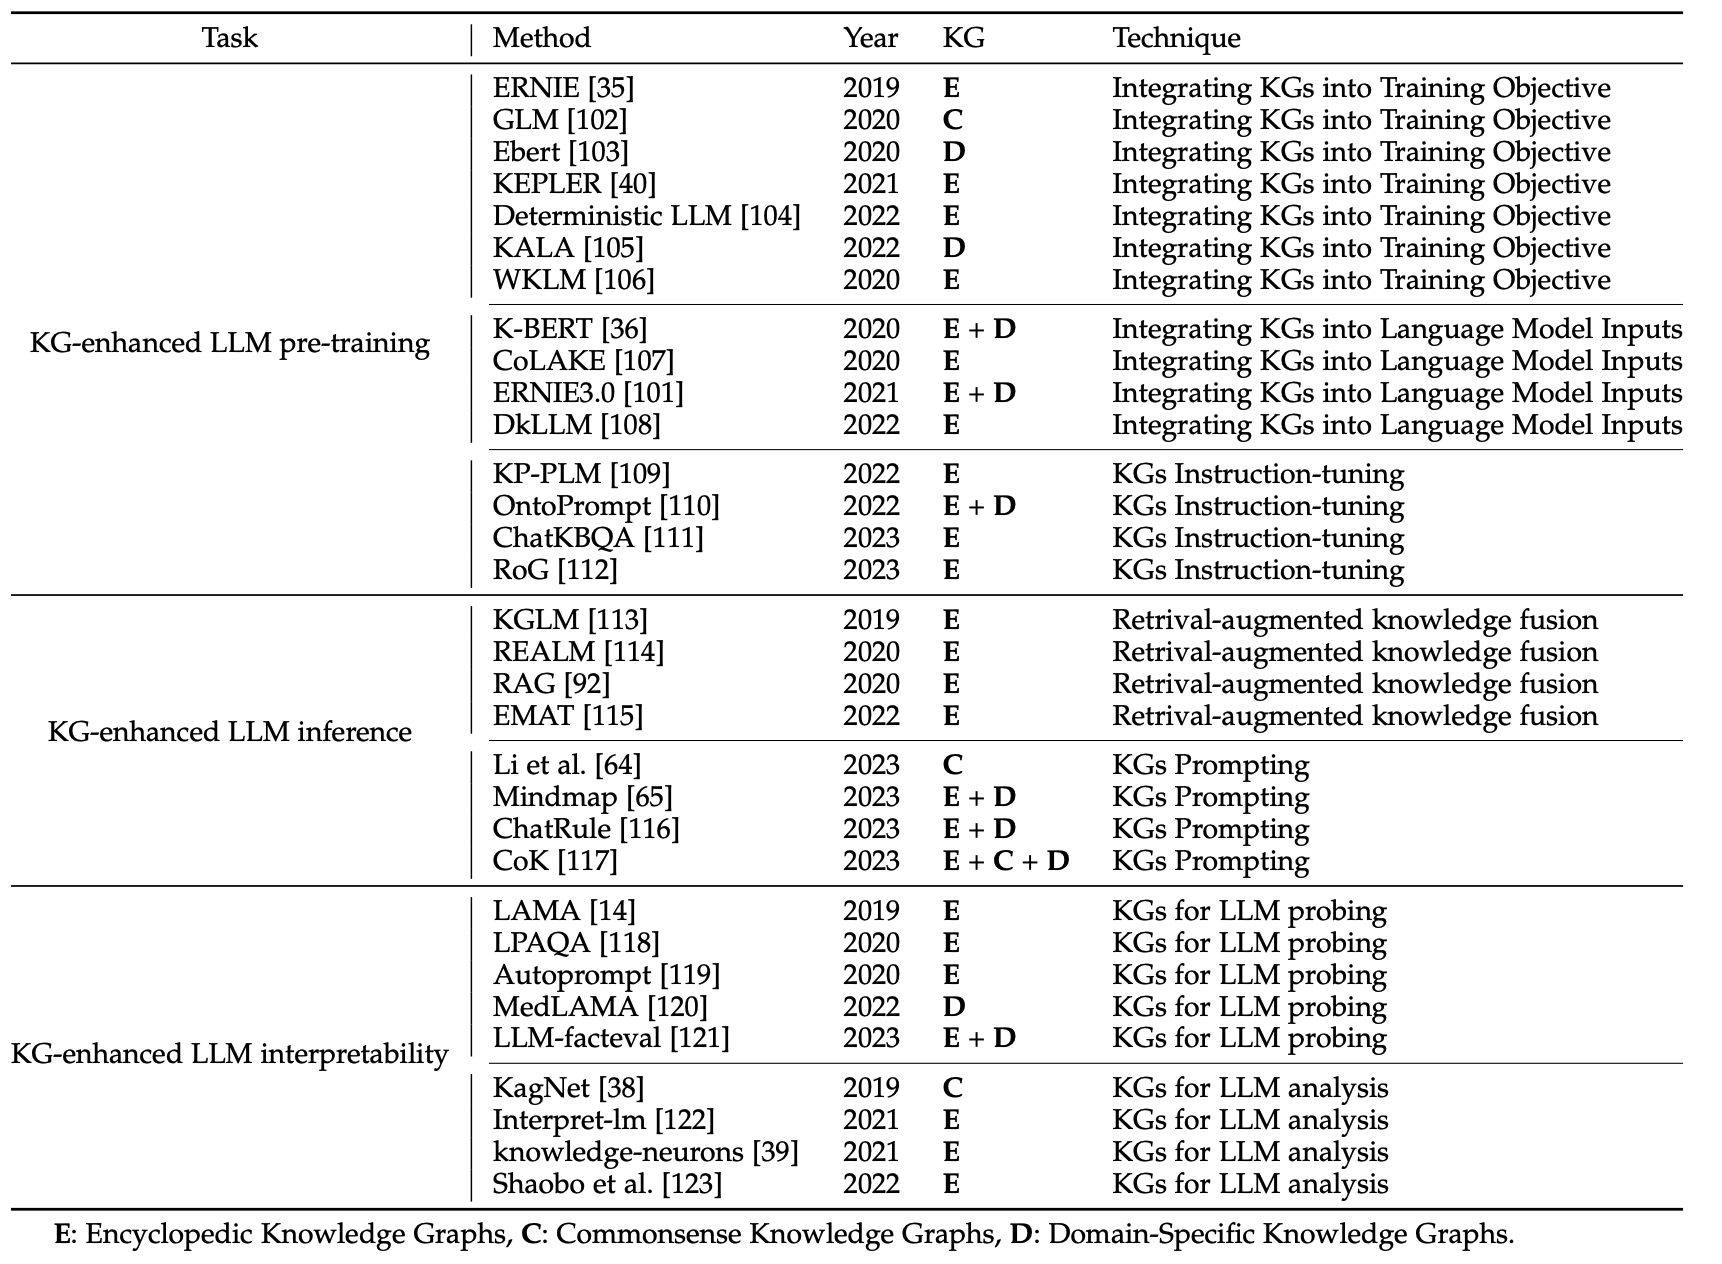 Task Method Year KG Technique
ERNIE [35] 2019 E Integrating KGs into Training Objective
GLM [102] 2020 C Integrating KGs into Training Objective
Ebert [103] 2020 D Integrating KGs into Training Objective
KEPLER [40] 2021 E Integrating KGs into Training Objective
Deterministic LLM [104] 2022 E Integrating KGs into Training Objective
KALA [105] 2022 D Integrating KGs into Training Objective
WKLM [106] 2020 E Integrating KGs into Training Objective
KG-enhanced LLM pre-training
K-BERT [36] 2020 E + D Integrating KGs into Language Model Inputs
CoLAKE [107] 2020 E Integrating KGs into Language Model Inputs
ERNIE3.0 [101] 2021 E + D Integrating KGs into Language Model Inputs
DkLLM [108] 2022 E Integrating KGs into Language Model Inputs
KP-PLM [109] 2022 E KGs Instruction-tuning
OntoPrompt [110] 2022 E + D KGs Instruction-tuning
ChatKBQA [111] 2023 E KGs Instruction-tuning
RoG [112] 2023 E KGs Instruction-tuning
KGLM [113] 2019 E Retrival-augmented knowledge fusion
REALM [114] 2020 E Retrival-augmented knowledge fusion
RAG [92] 2020 E Retrival-augmented knowledge fusion
EMAT [115] 2022 E Retrival-augmented knowledge fusion
KG-enhanced LLM inference
Li et al. [64] 2023 C KGs Prompting
Mindmap [65] 2023 E + D KGs Prompting
ChatRule [116] 2023 E + D KGs Prompting
CoK [117] 2023 E + C + D KGs Prompting
LAMA [14] 2019 E KGs for LLM probing
LPAQA [118] 2020 E KGs for LLM probing
Autoprompt [119] 2020 E KGs for LLM probing
MedLAMA [120] 2022 D KGs for LLM probing
LLM-facteval [121] 2023 E + D KGs for LLM probing
KG-enhanced LLM interpretability
KagNet [38] 2019 C KGs for LLM analysis
Interpret-lm [122] 2021 E KGs for LLM analysis
knowledge-neurons [39] 2021 E KGs for LLM analysis
Shaobo et al. [123] 2022 E KGs for LLM analysis
E: Encyclopedic Knowledge Graphs, C: Commonsense Knowledge Graphs, D: Domain-Specific Knowledge Graphs.